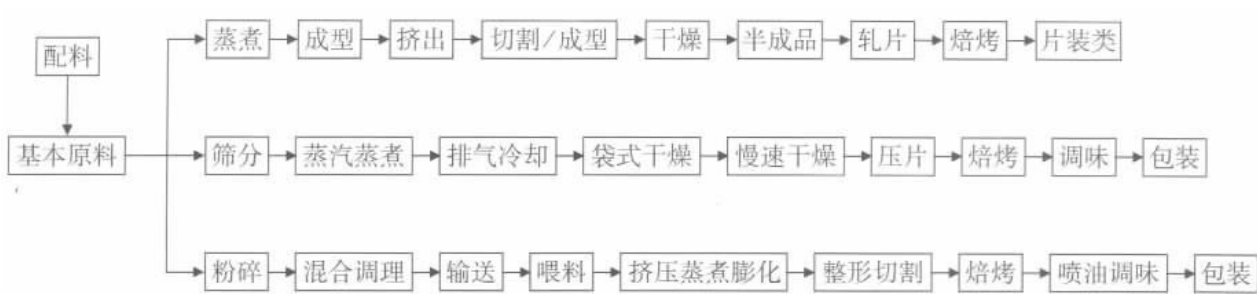 配料
基本原料
蒸煮 成型 挤出 切割/成型 干燥 半成品 轧片 焙烤 片装类
筛分 蒸汽蒸煮 排气冷却 袋式干燥 慢速干燥 压片 焙烤 调味 包装
粉碎 混合调理 输送 喂料 挤压蒸煮膨化 整形切割 焙烤 喷油调味 包装